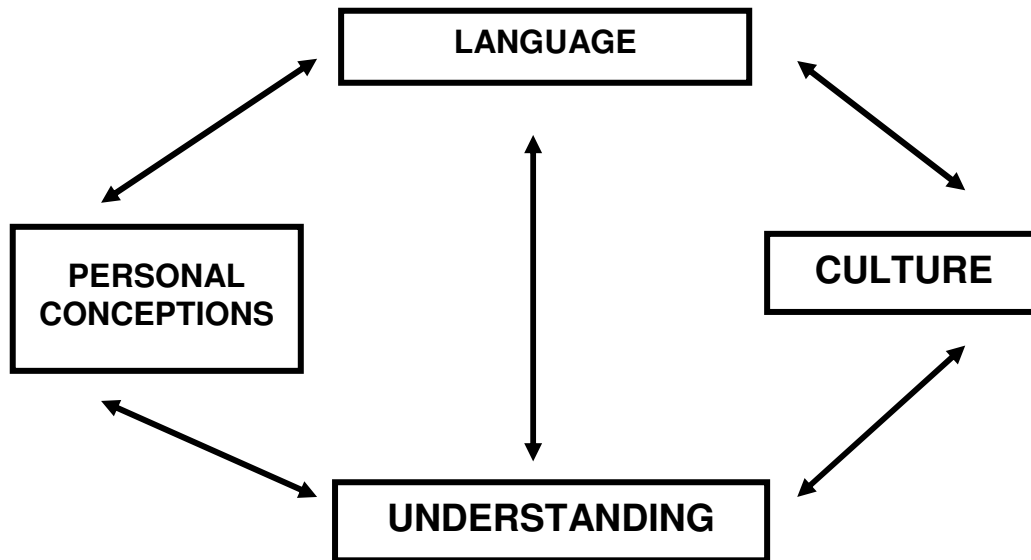 LANGUAGE
PERSONAL
CONCEPTIONS
CULTURE
UNDERSTANDING